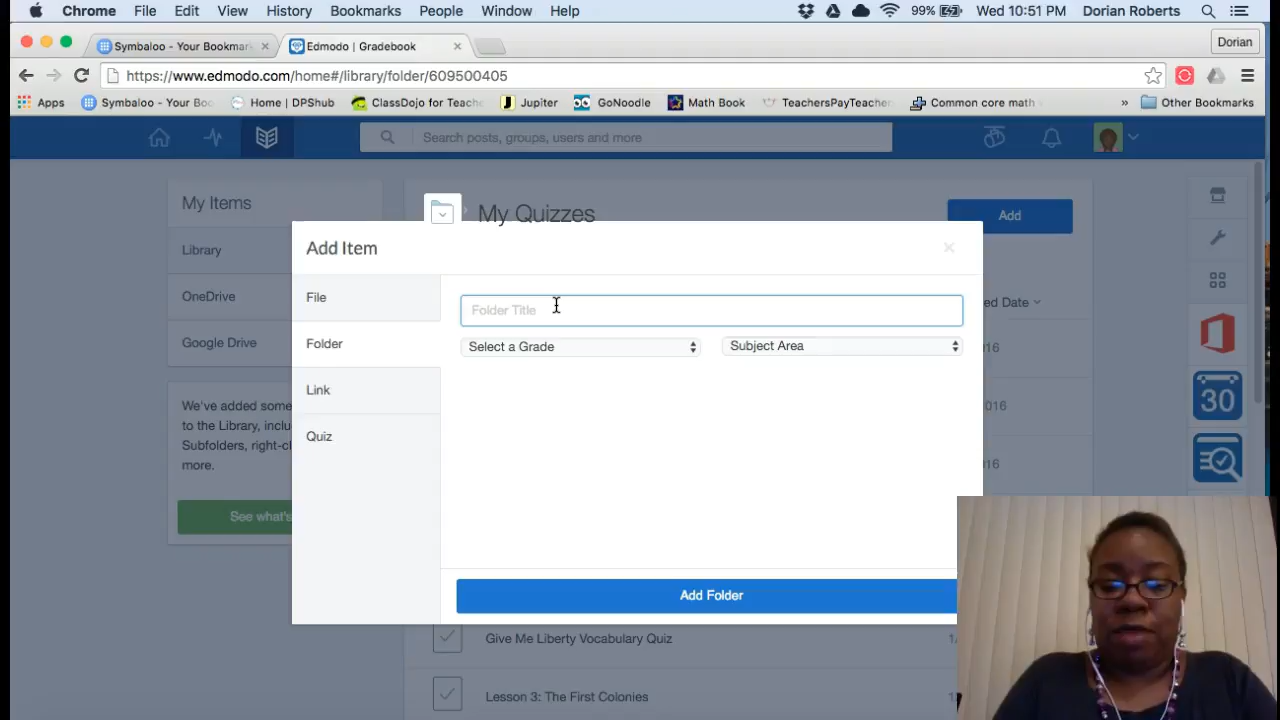 Chrome File Edit View History Bookmarks People Window Help 99% Wed 10:51 PM Dorian Roberts
Symbaloo - Your Bookmar Edmodo | Gradebook Dorian
https://www.edmodo.com/home#/library/folder/609500405
Apps Symbaloo - Your Boo Home | DPShub ClassDojo for Teache Jupiter GoNoodle Math Book TeachersPayTeacher Common core math » Other Bookmarks
Search posts, groups, users and more
My Items
My Quizzes
Add
Add Item
Library
File
Folder Title
OneDrive
ed Date
Folder
Select a Grade
Subject Area
Google Drive
016
Link
We've added some
to the Library, inclu
016
Quiz
Subfolders, right-cl
more.
016
30
See what's
Add Folder
Give Me Liberty Vocabulary Quiz
Lesson 3: The First Colonies